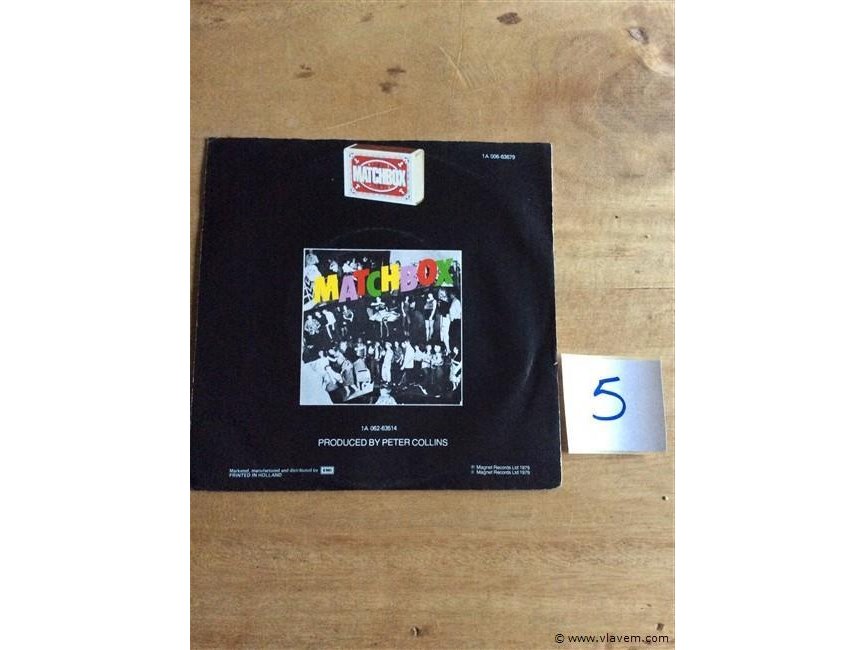 1A 006-63679
MATCHBOX
MATCHBOX
1A 062-63614
PRODUCED BY PETER COLLINS
Marketed, manufactured and distributed by EMI
PRINTED IN HOLLAND
℗ Magnet Records Ltd 1979
© Magnet Records Ltd 1979
5
© www.vlavem.com